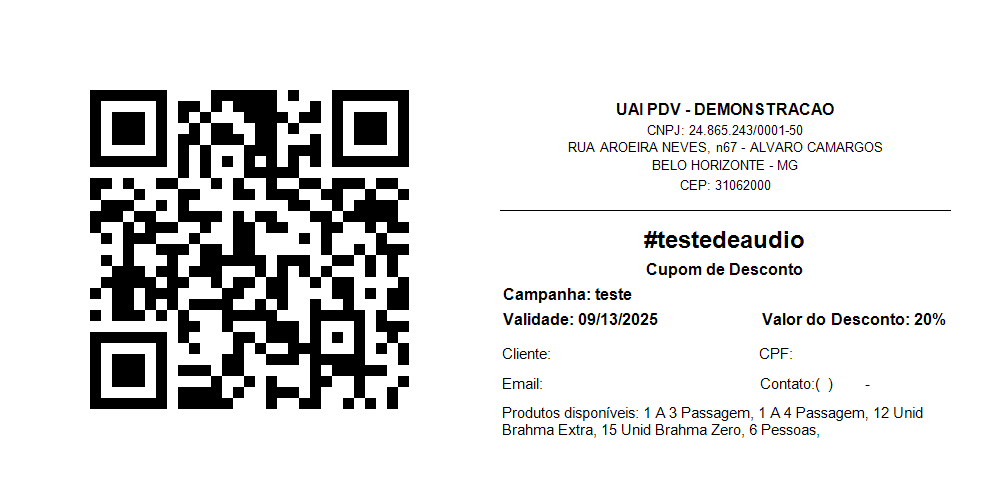 UAI PDV - DEMONSTRACAO
CNPJ: 24.865.243/0001-50
RUA AROEIRA NEVES, n67 - ALVARO CAMARGOS
BELO HORIZONTE - MG
CEP: 31062000
#testedeaudio
Cupom de Desconto
Campanha: teste
Validade: 09/13/2025 Valor do Desconto: 20%
Cliente: CPF:
Email: Contato:( ) -
Produtos disponíveis: 1 A 3 Passagem, 1 A 4 Passagem, 12 Unid
Brahma Extra, 15 Unid Brahma Zero, 6 Pessoas,